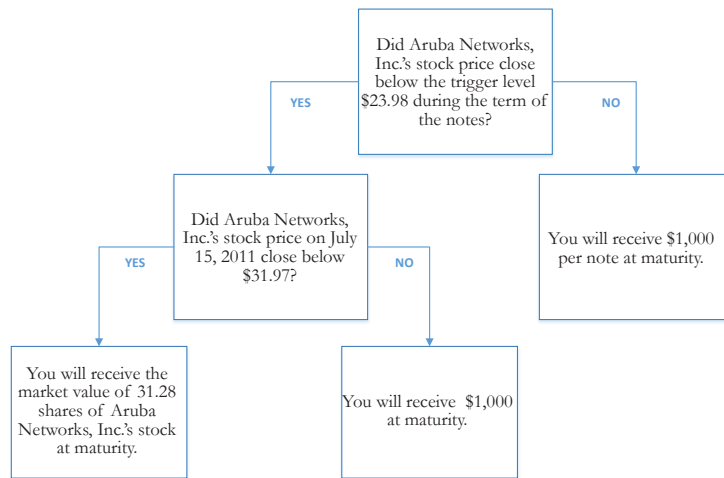 Did Aruba Networks,
Inc.'s stock price close
below the trigger level
$23.98 during the term of
the notes?
YES
NO
Did Aruba Networks,
Inc.'s stock price on July
15, 2011 close below
$31.97?
You will receive $1,000
per note at maturity.
YES
NO
You will receive the
market value of 31.28
shares of Aruba
Networks, Inc.'s stock
at maturity.
You will receive $1,000
at maturity.